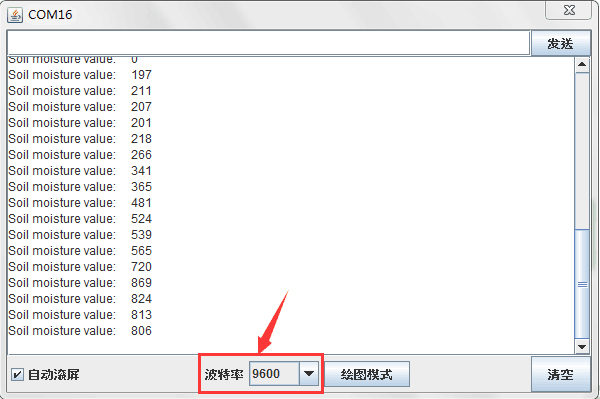 COM16
发送
Soil moisture value: 0
Soil moisture value: 197
Soil moisture value: 211
Soil moisture value: 207
Soil moisture value: 201
Soil moisture value: 218
Soil moisture value: 266
Soil moisture value: 341
Soil moisture value: 365
Soil moisture value: 481
Soil moisture value: 524
Soil moisture value: 539
Soil moisture value: 565
Soil moisture value: 720
Soil moisture value: 869
Soil moisture value: 824
Soil moisture value: 813
Soil moisture value: 806
自动滚屏 波特率 9600 绘图模式 清空